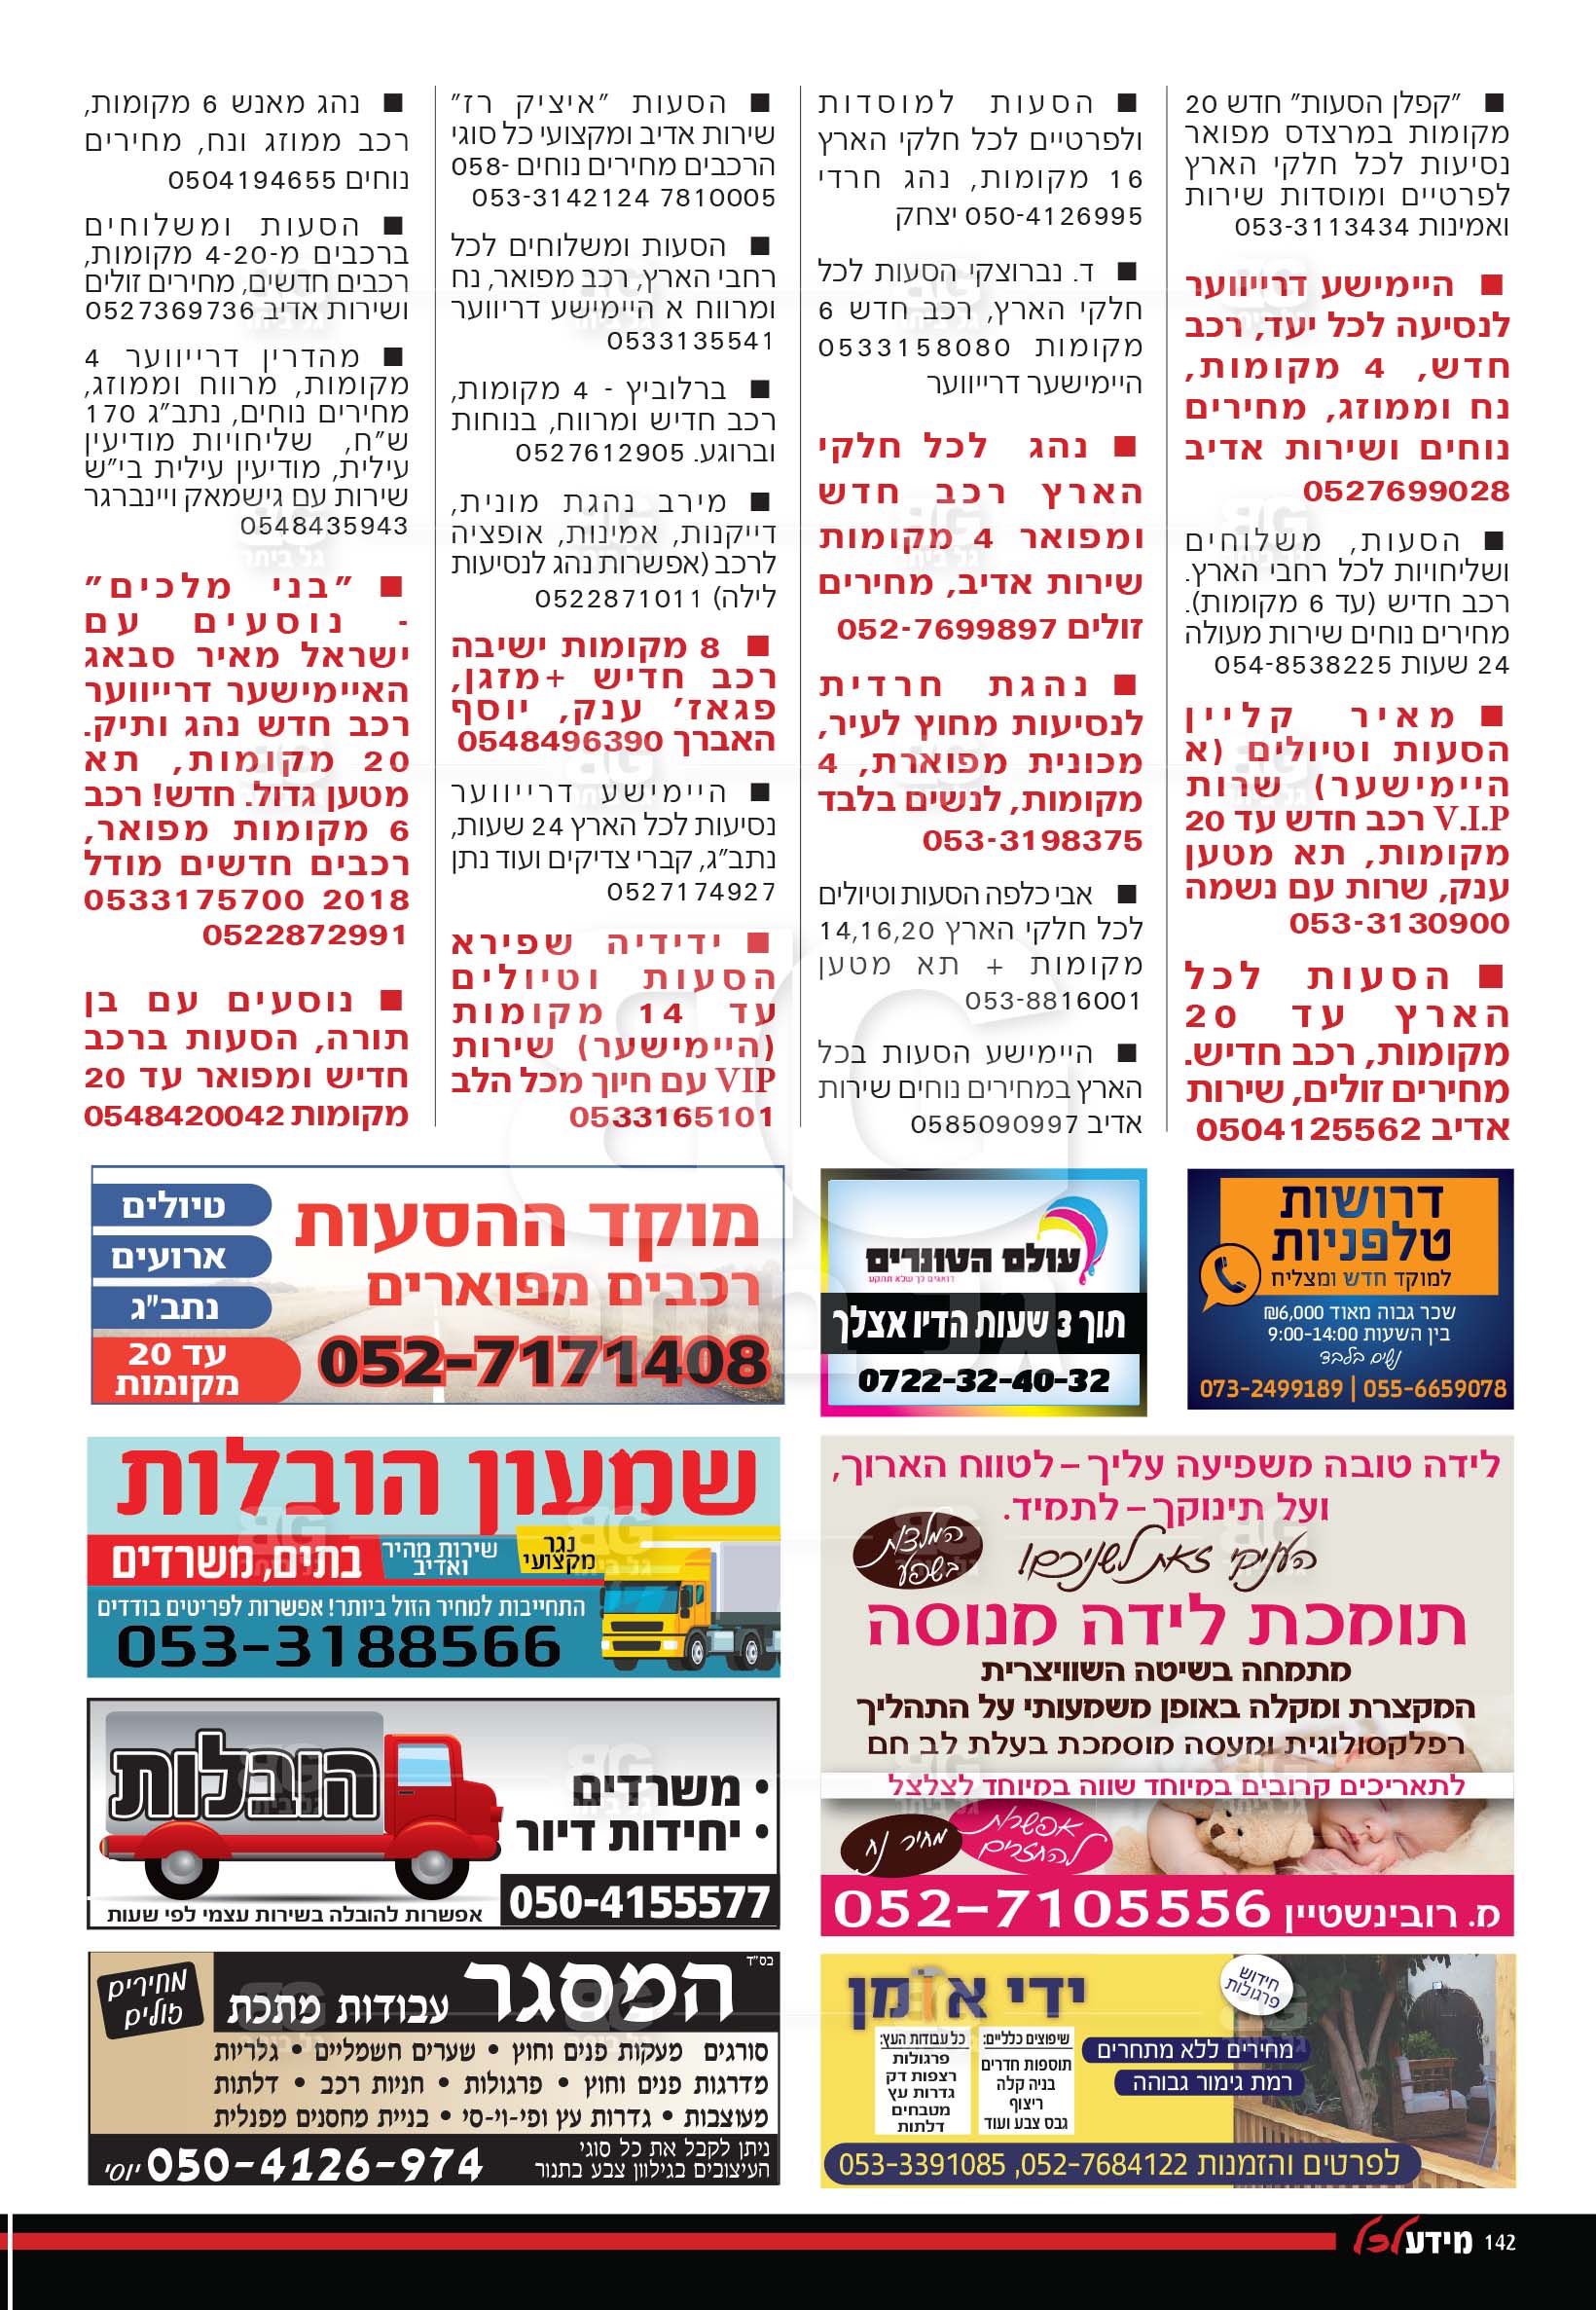 ■ "קפלן הסעות" חדש 20
מקומות במרצדס מפואר
נסיעות לכל חלקי הארץ
לפרטיים ומוסדות שירות
ואמינות 053-3113434
■ היימישע דרייווער
לנסיעה לכל יעד, רכב
חדש, 4 מקומות,
נח וממוזג, מחירים
נוחים ושירות אדיב
0527699028
■ הסעות, משלוחים
ושליחויות לכל רחבי הארץ.
רכב חדיש (עד 6 מקומות).
מחירים נוחים שירות מעולה
24 שעות 054-8538225
■ מאיר קליין
הסעות וטיולים (א
היימישער) שרות
V.I.P רכב חדש עד 20
מקומות, תא מטען
ענק, שרות עם נשמה
053-3130900
■ הסעות לכל
הארץ עד 20
מקומות, רכב חדיש.
מחירים זולים, שירות
אדיב 0504125562
■ הסעות למוסדות
ולפרטיים לכל חלקי הארץ
16 מקומות, נהג חרדי
050-4126995 יצחק
■ ד. נברוצקי הסעות לכל
חלקי הארץ, רכב חדש 6
מקומות 0533158080
היימישער דרייווער
■ נהג לכל חלקי
הארץ רכב חדש
ומפואר 4 מקומות
שירות אדיב, מחירים
זולים 052-7699897
■ נהגת חרדית
לנסיעות מחוץ לעיר,
מכונית מפוארת, 4
מקומות, לנשים בלבד
053-3198375
■ אבי כלפה הסעות וטיולים
לכל חלקי הארץ 14,16,20
מקומות + תא מטען
053-8816001
■ היימישע הסעות בכל
הארץ במחירים נוחים שירות
אדיב 0585090997
■ הסעות "איציק רז"
שירות אדיב ומקצועי כל סוגי
הרכבים מחירים נוחים 058-
7810005 053-3142124
■ הסעות ומשלוחים לכל
רחבי הארץ, רכב מפואר, נח
ומרווח א היימישע דרייווער
0533135541
■ ברלוביץ - 4 מקומות,
רכב חדיש ומרווח, בנוחות
וברוגע. 0527612905
■ מירב נהגת מונית,
דייקנות, אמינות, אופציה
לרכב (אפשרות נהג לנסיעות
לילה) 0522871011
■ 8 מקומות ישיבה
רכב חדיש +מזגן,
פגאז' ענק, יוסף
האברך 0548496390
■ היימישע דרייווער
נסיעות לכל הארץ 24 שעות,
נתב"ג, קברי צדיקים ועוד נתן
0527174927
■ ידידיה שפירא
הסעות וטיולים
עד 14 מקומות
(היימישער) שירות
VIP עם חיוך מכל הלב
0533165101
■ נהג מאנש 6 מקומות,
רכב ממוזג ונח, מחירים
נוחים 0504194655
■ הסעות ומשלוחים
ברכבים מ-4-20 מקומות,
רכבים חדשים, מחירים זולים
ושירות אדיב 0527369736
■ מהדרין דרייווער 4
מקומות, מרווח וממוזג,
מחירים נוחים, נתב"ג 170
ש"ח, שליחויות מודיעין
עילית, מודיעין עילית בי"ש
שירות עם גישמאק ויינברגר
0548435943
■ "בני מלכים"
- נוסעים עם
ישראל מאיר סבאג
האיימישער דרייווער
רכב חדש נהג ותיק.
20 מקומות, תא
מטען גדול. חדש! רכב
6 מקומות מפואר,
רכבים חדשים מודל
2018 0533175700
0522872991
■ נוסעים עם בן
תורה, הסעות ברכב
חדיש ומפואר עד 20
מקומות 0548420042
דרושות
טלפניות
למוקד חדש ומצליח
שכר גבוה מאוד 6,000₪
בין השעות 9:00-14:00
נשים בלבד
073-2499189 | 055-6659078
עולם הטונרים
דואגים לך שלא תתקע
תוך 3 שעות הדיו אצלך
0722-32-40-32
מוקד ההסעות
רכבים מפוארים
052-7171408
טיולים
ארועים
נתב"ג
עד 20
מקומות
לידה טובה משפיעה עליך – לטווח הארוך,
ועל תינוקך – לתמיד.
העניקי זאת לשניכם!
המלצות
בשפע
תומכת לידה מנוסה
מתמחה בשיטה השוויצרית
המקצרת ומקלה באופן משמעותי על התהליך
רפלקסולוגית ומעסה מוסמכת בעלת לב חם
לתאריכים קרובים במיוחד שווה במיוחד לצלצל
אפשרות
להחזרים
מחיר נח
מ. רובינשטיין 052-7105556
שמעון הובלות
נגר
מקצועי
שירות מהיר
ואדיב
בתים, משרדים
התחייבות למחיר הזול ביותר! אפשרות לפריטים בודדים
053-3188566
הובלות
• משרדים
• יחידות דיור
050-4155577
אפשרות להובלה בשירות עצמי לפי שעות
ידי אומן
חידוש
פרגולות
מחירים ללא מתחרים
רמת גימור גבוהה
שיפוצים כלליים:
תוספות חדרים
בניה קלה
ריצוף
גבס צבע ועוד
כל עבודות העץ:
פרגולות
רצפות דק
גדרות עץ
מטבחים
דלתות
לפרטים והזמנות 052-7684122, 053-3391085
בס"ד
המסגר עבודות מתכת
מחירים
זולים
סורגים מעקות פנים וחוץ • שערים חשמליים • גלריות
מדרגות פנים וחוץ • פרגולות • חניות רכב • דלתות
מעוצבות • גדרות עץ ופי-וי-סי • בניית מחסנים מפנלית
ניתן לקבל את כל סוגי
העיצובים בגילוון צבע בתנור
050-4126-974 יוסי
142 מידע לכל